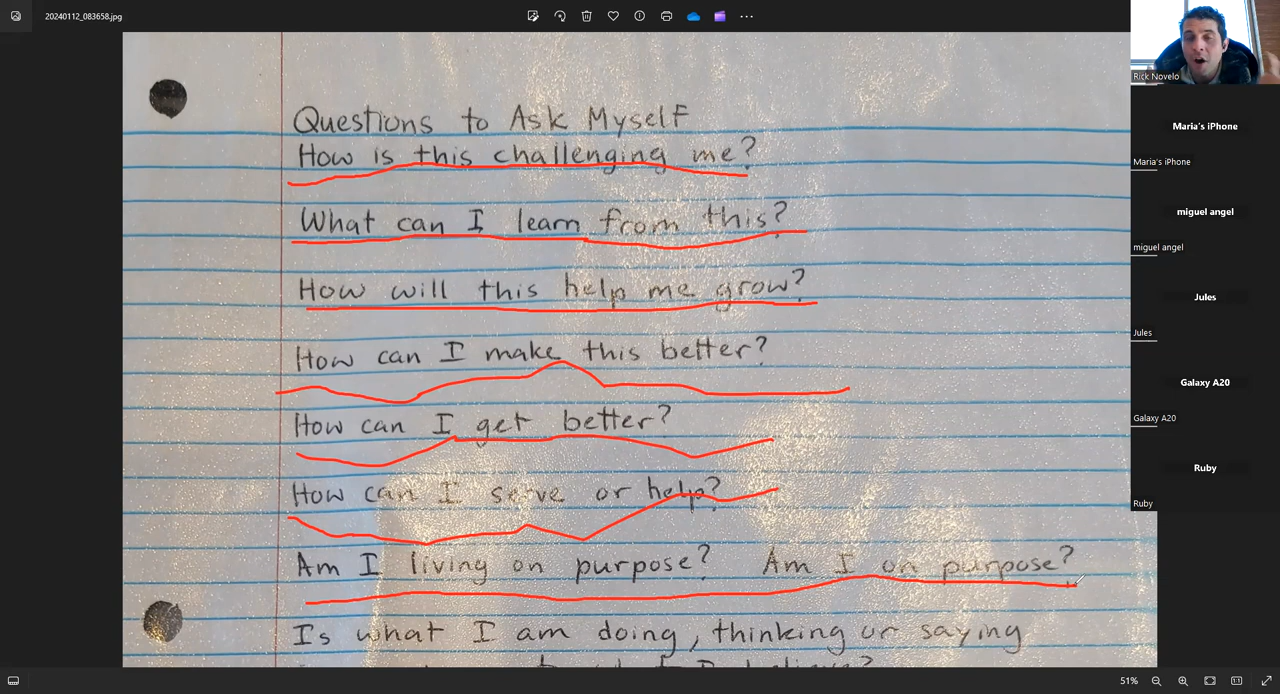 20240112_083658.jpg
Rick Novelo
Questions to Ask Myself
How is this challenging me?
What can I learn from this?
How will this help me grow?
How can I make this better?
How can I get better?
How can I serve or help?
Am I living on purpose? Am I on purpose?
Is what I am doing, thinking or saying
I believe?
Maria's iPhone
Maria's iPhone
miguel angel
miguel angel
Jules
Jules
Galaxy A20
Galaxy A20
Ruby
Ruby
51%